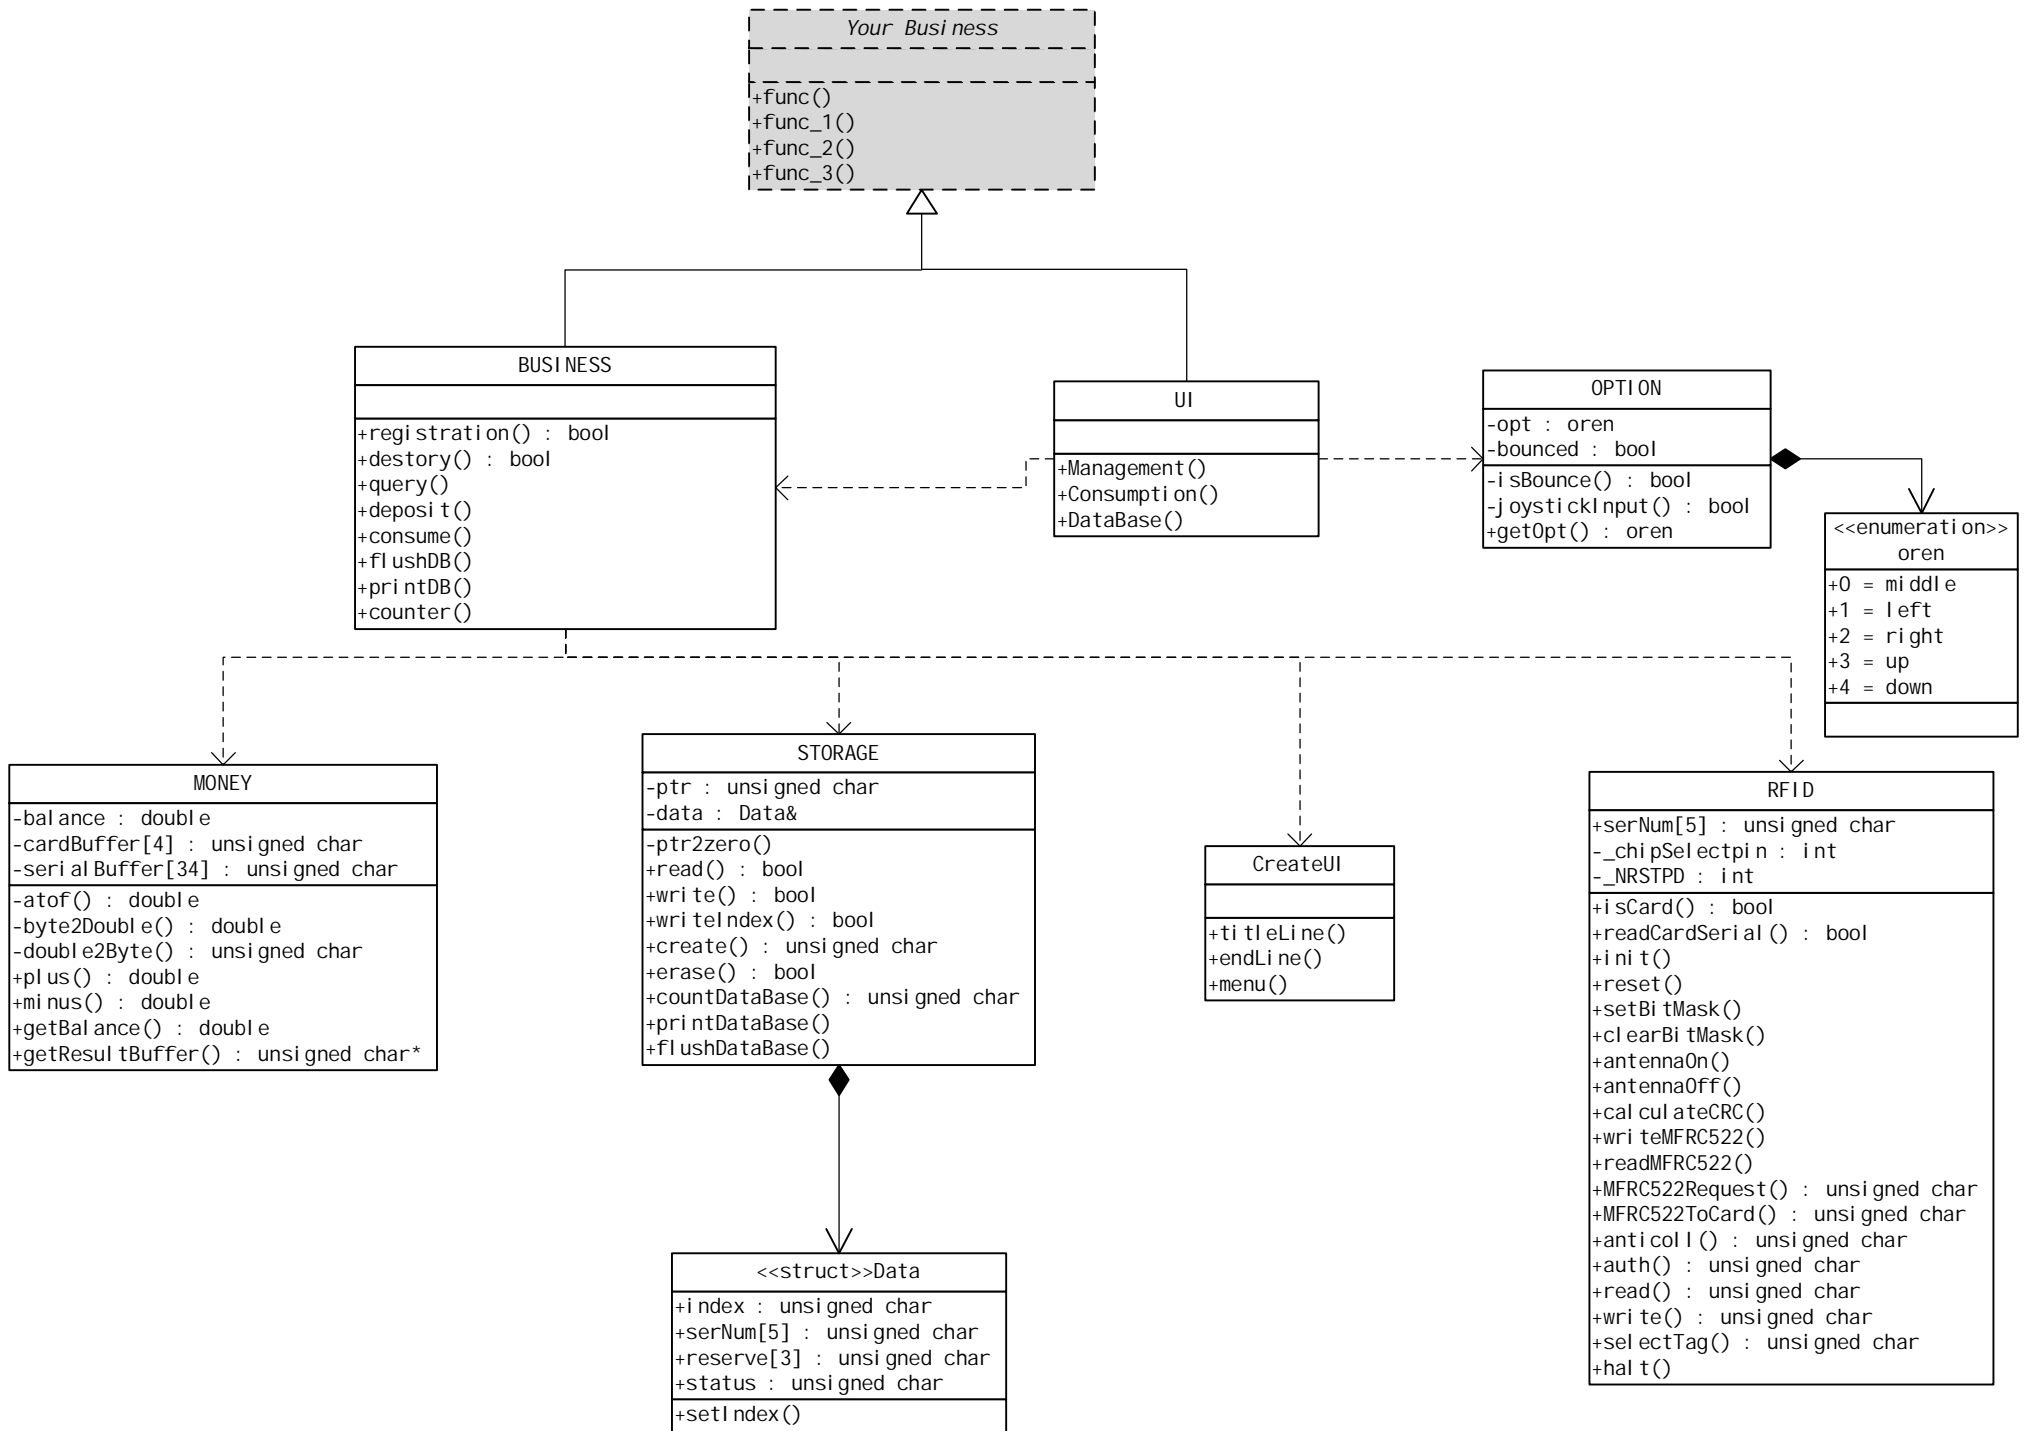 Your Business
+func()
+func_1()
+func_2()
+func_3()
BUSINESS
+registration() : bool
+destory() : bool
+query()
+deposit()
+consume()
+flushDB()
+printDB()
+counter()
UI
+Management()
+Consumption()
+DataBase()
OPTION
-opt : oren
-bounced : bool
-isBounce() : bool
-joystickInput() : bool
+getOpt() : oren
<<enumeration>>
oren
+0 = middle
+1 = left
+2 = right
+3 = up
+4 = down
MONEY
-balance : double
-cardBuffer[4] : unsigned char
-serialBuffer[34] : unsigned char
-atof() : double
-byte2Double() : double
-double2Byte() : unsigned char
+plus() : double
+minus() : double
+getBalance() : double
+getResultBuffer() : unsigned char*
STORAGE
-ptr : unsigned char
-data : Data&
-ptr2zero()
+read() : bool
+write() : bool
+writeIndex() : bool
+create() : unsigned char
+erase() : bool
+countDataBase() : unsigned char
+printDataBase()
+flushDataBase()
CreateUI
+titleLine()
+endLine()
+menu()
RFID
+serNum[5] : unsigned char
-_chipSelectpin : int
-_NRSTPD : int
+isCard() : bool
+readCardSerial() : bool
+init()
+reset()
+setBitMask()
+clearBitMask()
+antennaOn()
+antennaOff()
+calculateCRC()
+writeMFRC522()
+readMFRC522()
+MFRC522Request() : unsigned char
+MFRC522ToCard() : unsigned char
+anticoll() : unsigned char
+auth() : unsigned char
+read() : unsigned char
+write() : unsigned char
+selectTag() : unsigned char
+halt()
<<struct>>Data
+index : unsigned char
+serNum[5] : unsigned char
+reserve[3] : unsigned char
+status : unsigned char
+setIndex()